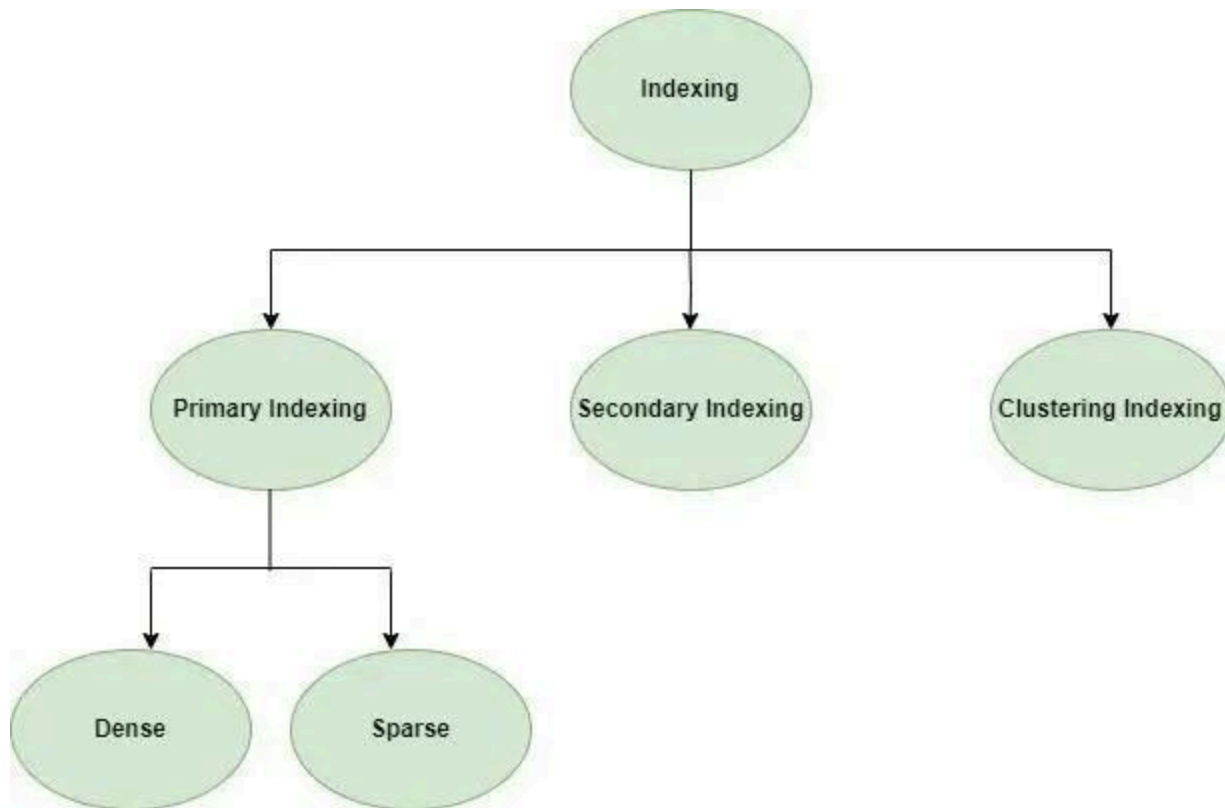 Indexing
Primary Indexing
Secondary Indexing
Clustering Indexing
Dense
Sparse